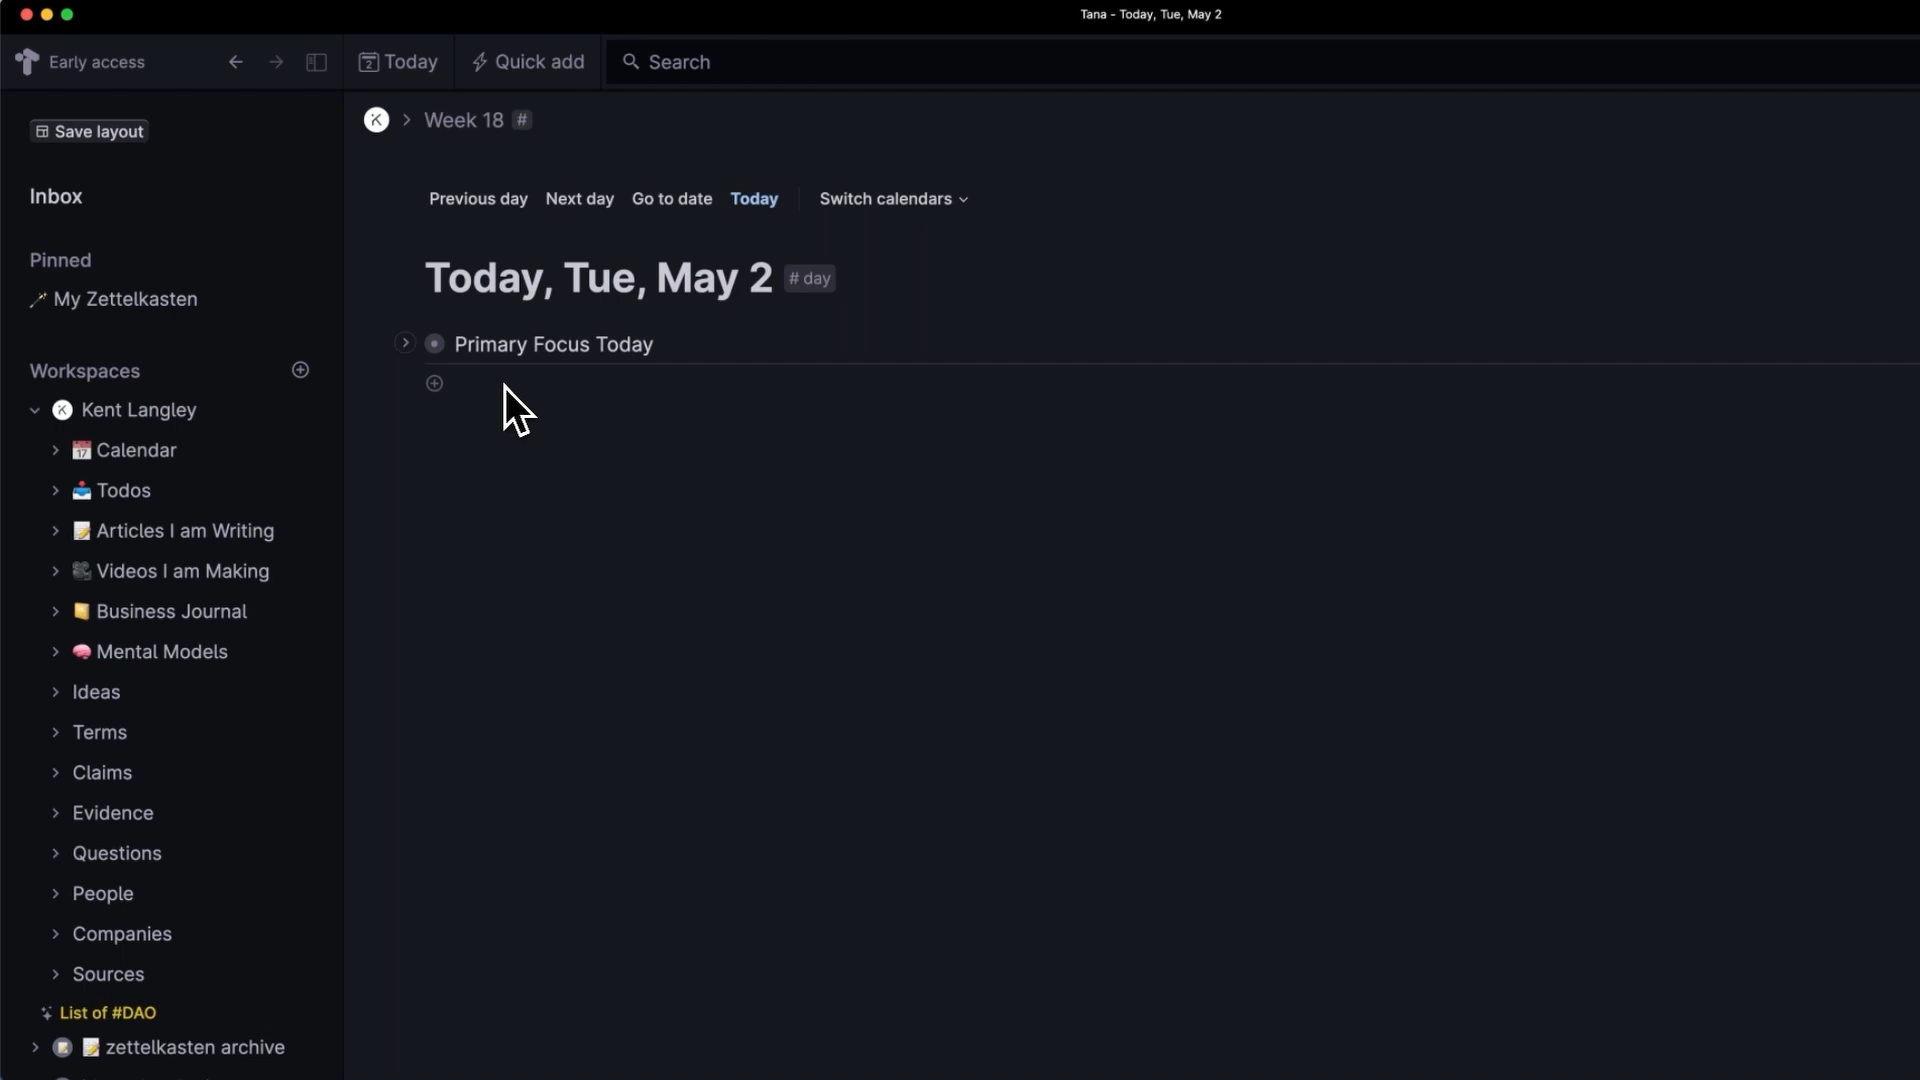 Tana - Today, Tue, May 2
Early access
2 Today
Quick add
Search
Save layout
K
Week 18 #
Previous day Next day Go to date Today Switch calendars
Inbox
Today, Tue, May 2 # day
Pinned
My Zettelkasten
Primary Focus Today
Workspaces
K Kent Langley
17 Calendar
Todos
Articles I am Writing
Videos I am Making
Business Journal
Mental Models
Ideas
Terms
Claims
Evidence
Questions
People
Companies
Sources
List of #DAO
zettelkasten archive